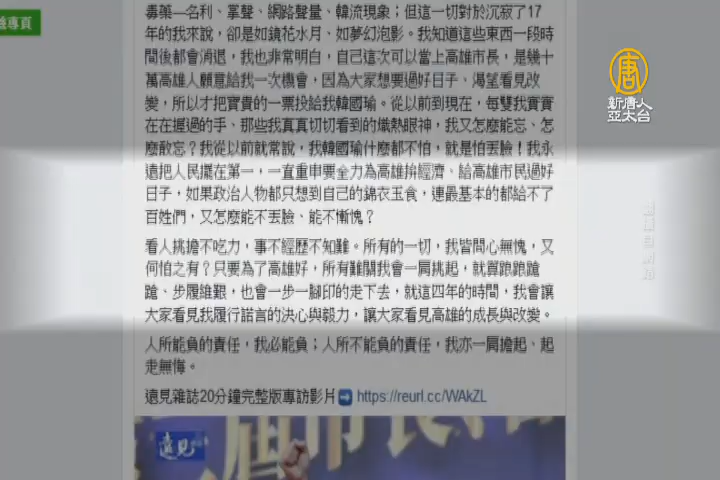 毒藥—名利、掌聲、網路聲量、韓流現象；但這一切對於沉寂了17
年的我來說，卻是如鏡花水月、如夢幻泡影。我知道這些東西一段時
間後都會消退，我也非常明白，自己這次可以當上高雄市長，是幾十
萬高雄人願意給我一次機會，因為大家想要過好日子、渴望看見改
變，所以才把寶貴的一票投給我韓國瑜。從以前到現在，每雙我實實
在在握過的手、那些我真真切切看到的熾熱眼神，我又怎麼能忘、怎
麼敢忘？我從以前就常說，我韓國瑜什麼都不怕，就是怕丟臉！我永
遠把人民擺在第一，一直重申要全力為高雄拚經濟、給高雄市民過好
日子，如果政治人物都只想到自己的錦衣玉食，連最基本的都給不了
百姓們，又怎麼能不丟臉、能不慚愧？
看人挑擔不吃力，事不經歷不知難。所有的一切，我皆問心無愧，又
何怕之有？只要為了高雄好，所有難關我會一肩挑起，就算踉踉蹌
蹌、步履維艱，也會一步一腳印的走下去，就這四年的時間，我會讓
大家看見我履行諾言的決心與毅力，讓大家看見高雄的成長與改變。
人所能負的責任，我必能負；人所不能負的責任，我亦一肩擔起、起
走無悔。
遠見雜誌20分鐘完整版專訪影片➡ https://reurl.cc/WAkZL
遠見
屆市長
專頁
唐
新唐人
亞太台